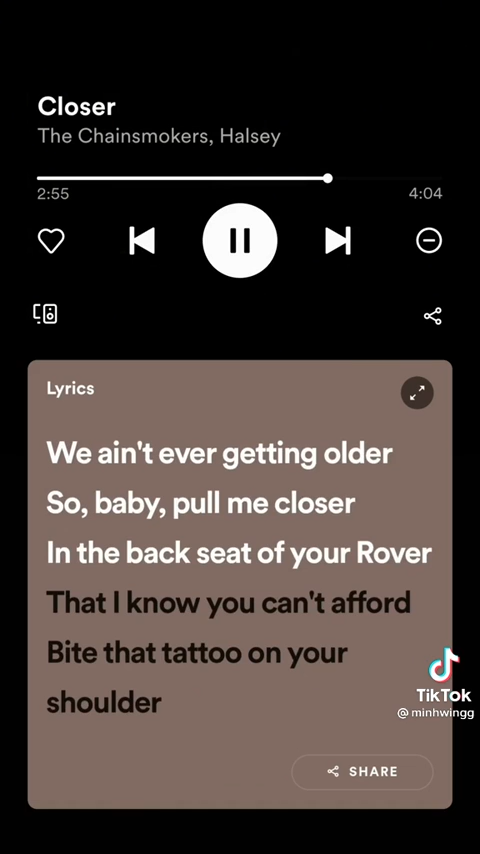 Closer
The Chainsmokers, Halsey
2:55
4:04
Lyrics
We ain't ever getting older
So, baby, pull me closer
In the back seat of your Rover
That I know you can't afford
Bite that tattoo on your
shoulder
TikTok
@minhwingg
SHARE